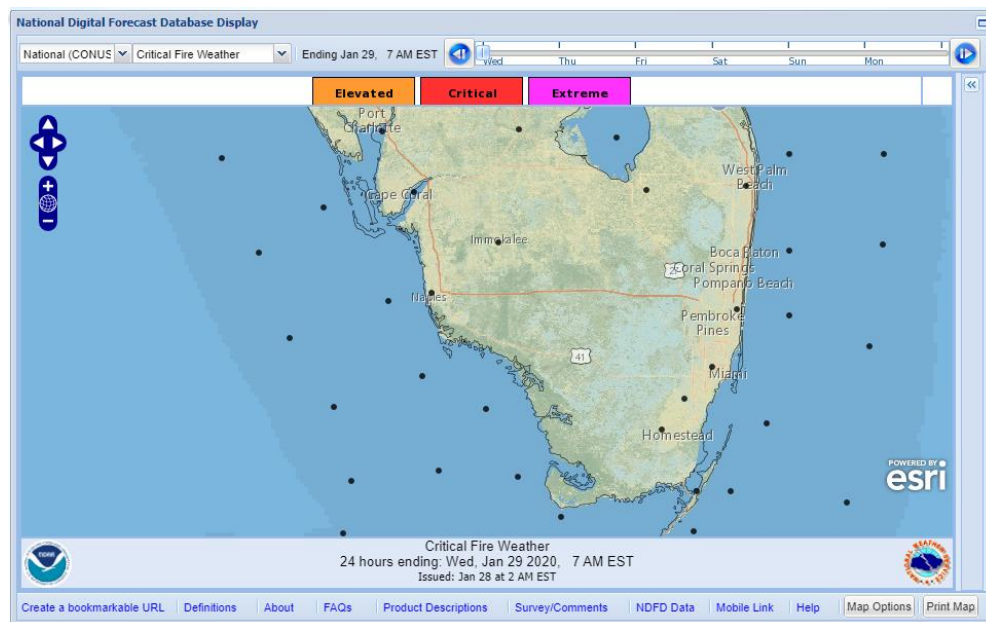 National Digital Forecast Database Display
National (CONUS Critical Fire Weather Ending Jan 29, 7 AM EST
Wed Thu Fri Sat Sun Mon
Elevated Critical Extreme
Port
Charlotte
West Palm
Beach
Cape Coral
Immokalee
Boca Raton
Coral Springs
Pompano Beach
Naples
Pembroke
Pines
41
Miami
Homestead
POWERED BY
esri
Critical Fire Weather
24 hours ending: Wed, Jan 29 2020, 7 AM EST
Issued: Jan 28 at 2 AM EST
NOAA
Create a bookmarkable URL Definitions About FAQs Product Descriptions Survey/Comments NDFD Data Mobile Link Help Map Options Print Map